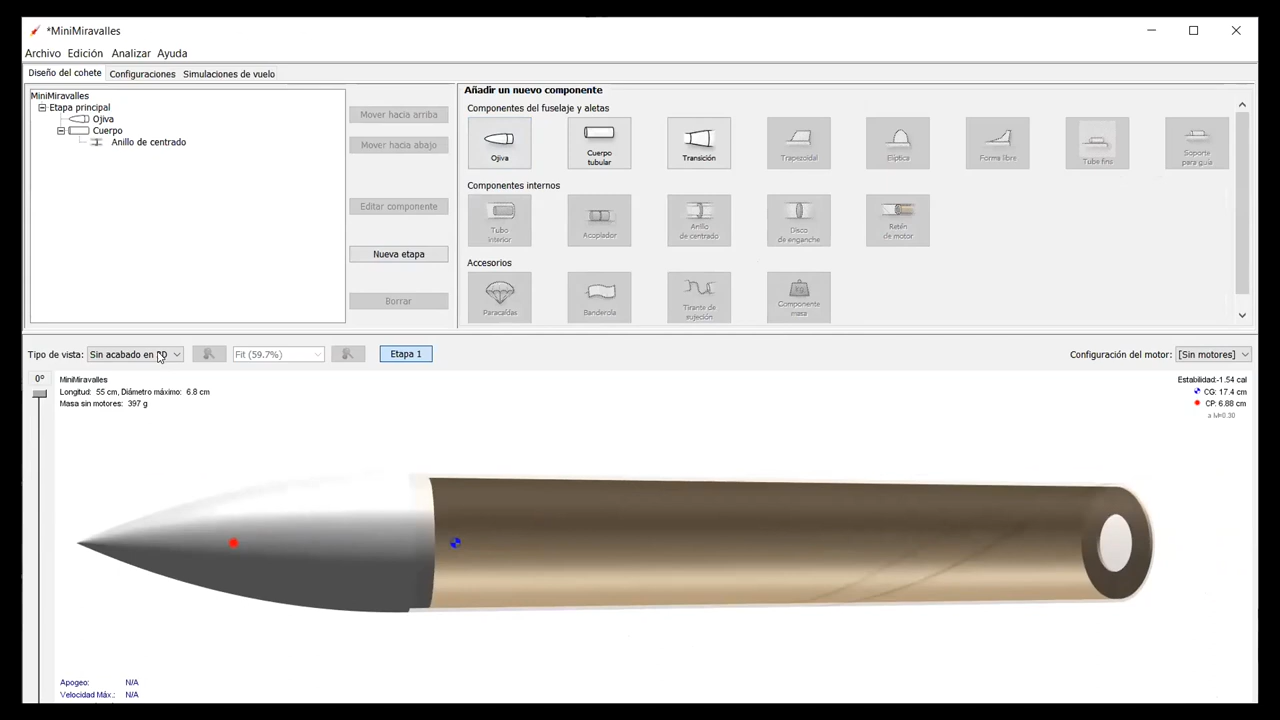 *MiniMiravalles
Archivo Edición Analizar Ayuda
Diseño del cohete Configuraciones Simulaciones de vuelo
MiniMiravalles
Etapa principal
Ojiva
Cuerpo
Anillo de centrado
Mover hacia arriba
Mover hacia abajo
Editar componente
Nueva etapa
Borrar
Añadir un nuevo componente
Componentes del fuselaje y aletas
Ojiva
Cuerpo
tubular
Transición
Trapezoidal
Elíptica
Forma libre
Tube fins
Soporte
para guía
Componentes internos
Tubo
interior
Acoplador
Anillo
de centrado
Disco
de enganche
Retén
de motor
Accesorios
Paracaídas
Banderola
Tirante de
sujeción
KG
Componente
masa
Tipo de vista: Sin acabado en Fit (59.7%) Etapa 1 Configuración del motor: [Sin motores]
0°
MiniMiravalles
Longitud: 55 cm, Diámetro máximo: 6.8 cm
Masa sin motores: 397 g
Estabilidad:-1.54 cal
CG: 17.4 cm
CP: 6.88 cm
a M=0.30
Apogeo: N/A
Velocidad Máx.: N/A